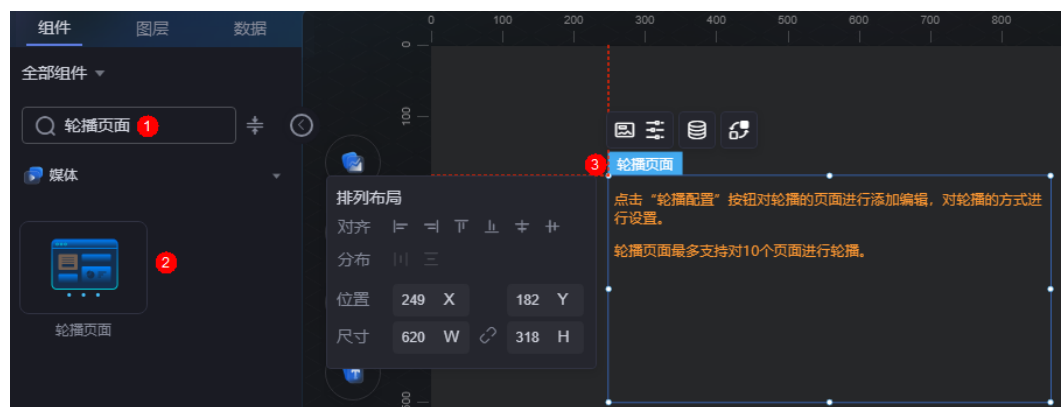 组件 图层 数据
全部组件
轮播页面 1
媒体
2
轮播页面
0 100 200 300 400 500 600 700 800
0
100
排列布局
对齐
分布
位置 249 X 182 Y
尺寸 620 W 318 H
3 轮播页面
点击“轮播配置”按钮对轮播的页面进行添加编辑，对轮播的方式进
行设置。
轮播页面最多支持对10个页面进行轮播。